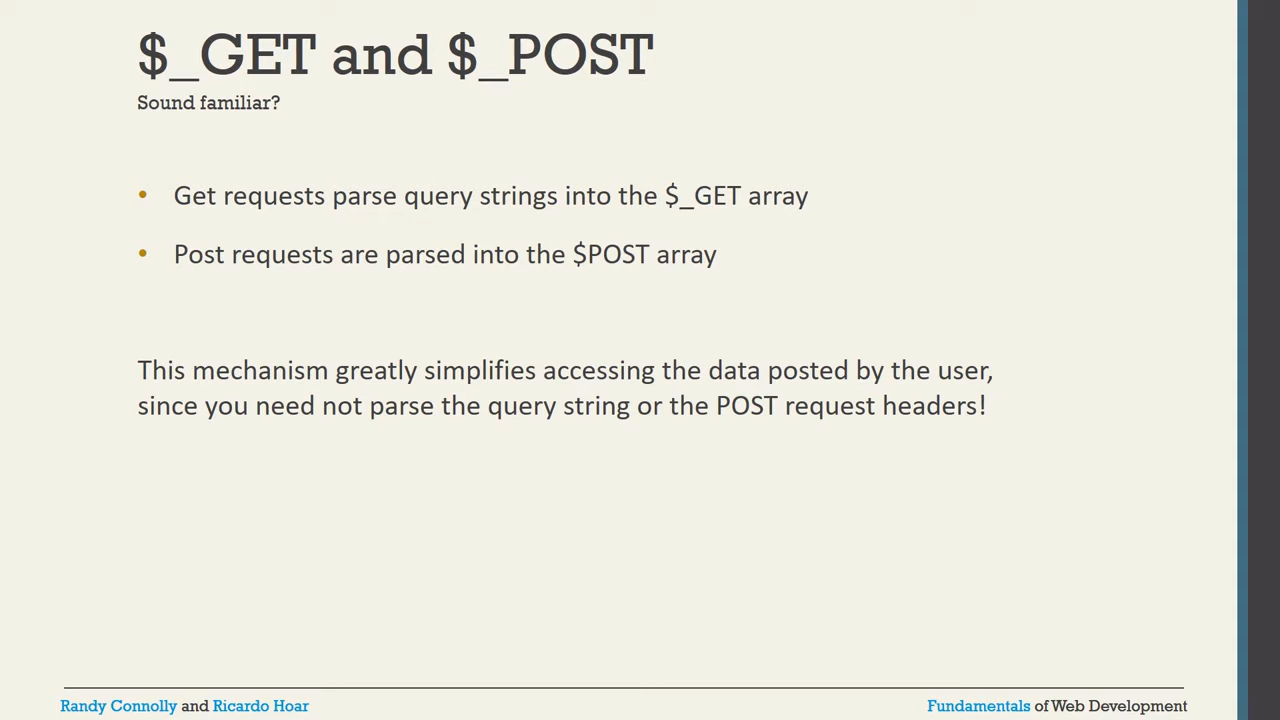 $_GET and $_POST
Sound familiar?
• Get requests parse query strings into the $_GET array
• Post requests are parsed into the $POST array
This mechanism greatly simplifies accessing the data posted by the user,
since you need not parse the query string or the POST request headers!
Randy Connolly and Ricardo Hoar
Fundamentals of Web Development